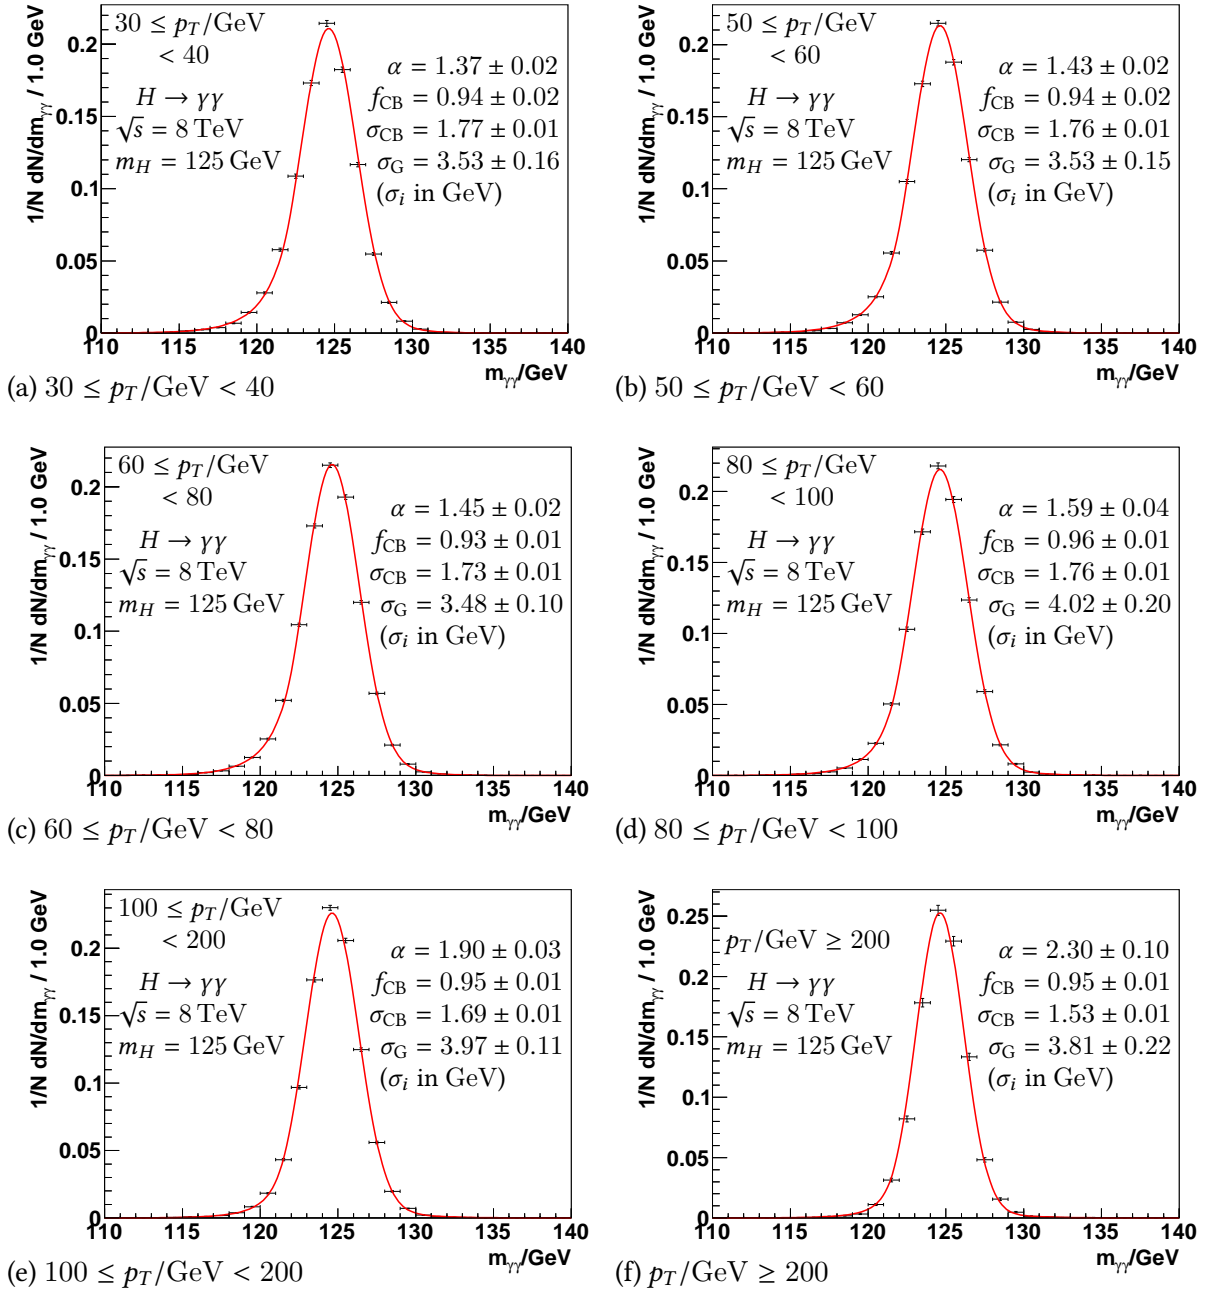 30 ≤ p_T/GeV
< 40
H → γγ
√s = 8 TeV
m_H = 125 GeV
α = 1.37 ± 0.02
f_CB = 0.94 ± 0.02
σ_CB = 1.77 ± 0.01
σ_G = 3.53 ± 0.16
(σ_i in GeV)
1/N dN/dm_γγ / 1.0 GeV
0.2
0.15
0.1
0.05
0
110 115 120 125 130 135 140
m_γγ/GeV
(a) 30 ≤ p_T/GeV < 40
50 ≤ p_T/GeV
< 60
H → γγ
√s = 8 TeV
m_H = 125 GeV
α = 1.43 ± 0.02
f_CB = 0.94 ± 0.02
σ_CB = 1.76 ± 0.01
σ_G = 3.53 ± 0.15
(σ_i in GeV)
1/N dN/dm_γγ / 1.0 GeV
0.2
0.15
0.1
0.05
0
110 115 120 125 130 135 140
m_γγ/GeV
(b) 50 ≤ p_T/GeV < 60
60 ≤ p_T/GeV
< 80
H → γγ
√s = 8 TeV
m_H = 125 GeV
α = 1.45 ± 0.02
f_CB = 0.93 ± 0.01
σ_CB = 1.73 ± 0.01
σ_G = 3.48 ± 0.10
(σ_i in GeV)
1/N dN/dm_γγ / 1.0 GeV
0.2
0.15
0.1
0.05
0
110 115 120 125 130 135 140
m_γγ/GeV
(c) 60 ≤ p_T/GeV < 80
80 ≤ p_T/GeV
< 100
H → γγ
√s = 8 TeV
m_H = 125 GeV
α = 1.59 ± 0.04
f_CB = 0.96 ± 0.01
σ_CB = 1.76 ± 0.01
σ_G = 4.02 ± 0.20
(σ_i in GeV)
1/N dN/dm_γγ / 1.0 GeV
0.2
0.15
0.1
0.05
0
110 115 120 125 130 135 140
m_γγ/GeV
(d) 80 ≤ p_T/GeV < 100
100 ≤ p_T/GeV
< 200
H → γγ
√s = 8 TeV
m_H = 125 GeV
α = 1.90 ± 0.03
f_CB = 0.95 ± 0.01
σ_CB = 1.69 ± 0.01
σ_G = 3.97 ± 0.11
(σ_i in GeV)
1/N dN/dm_γγ / 1.0 GeV
0.2
0.15
0.1
0.05
0
110 115 120 125 130 135 140
m_γγ/GeV
(e) 100 ≤ p_T/GeV < 200
p_T/GeV ≥ 200
H → γγ
√s = 8 TeV
m_H = 125 GeV
α = 2.30 ± 0.10
f_CB = 0.95 ± 0.01
σ_CB = 1.53 ± 0.01
σ_G = 3.81 ± 0.22
(σ_i in GeV)
1/N dN/dm_γγ / 1.0 GeV
0.25
0.2
0.15
0.1
0.05
0
110 115 120 125 130 135 140
m_γγ/GeV
(f) p_T/GeV ≥ 200